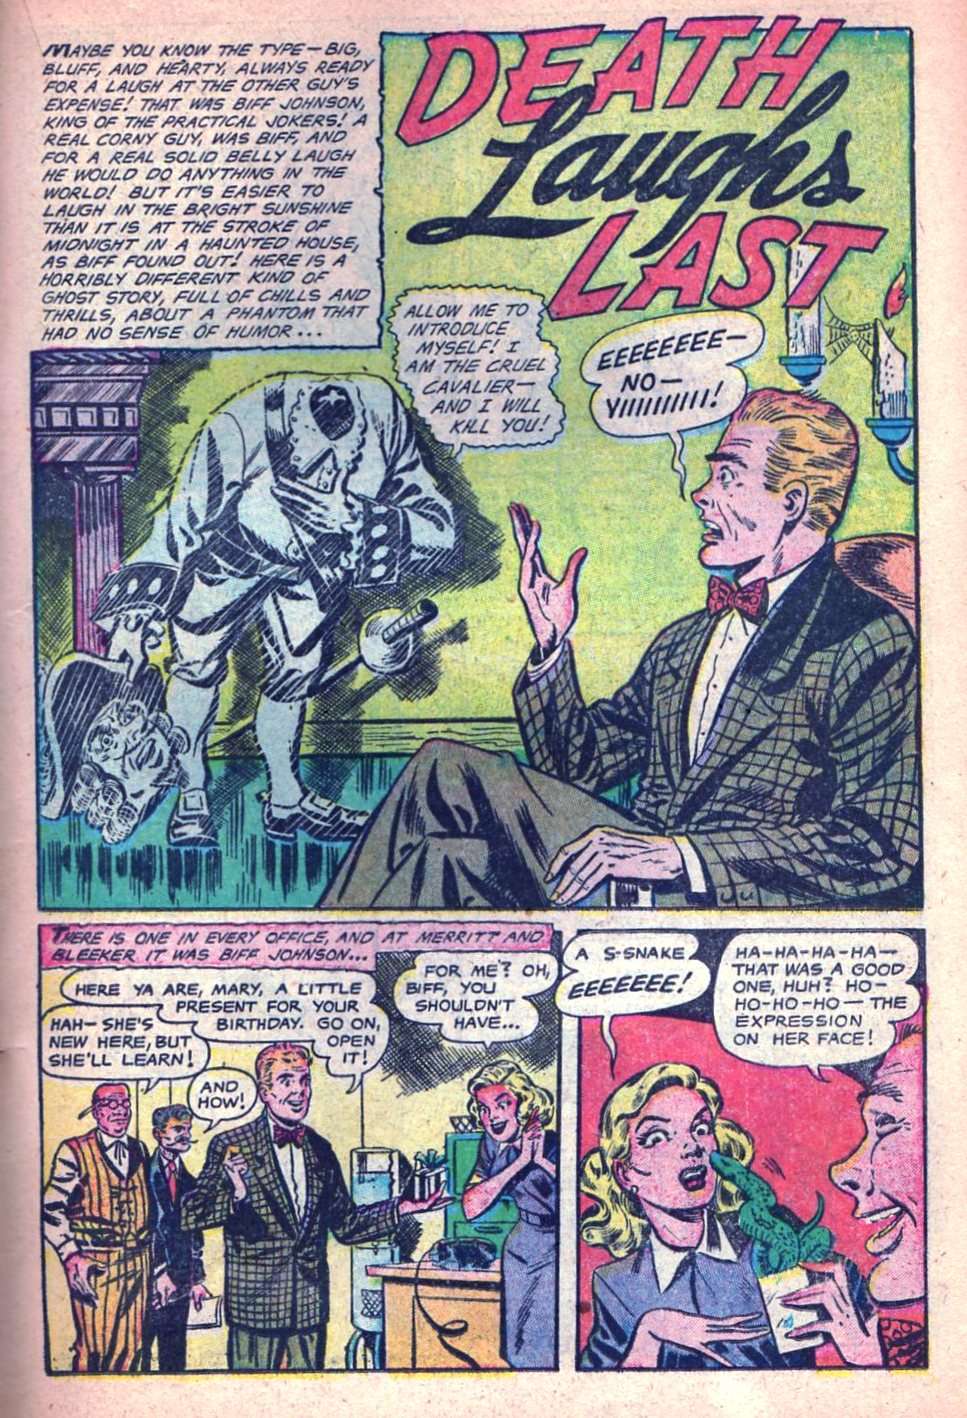 MAYBE YOU KNOW THE TYPE—BIG,
BLUFF, AND HEARTY, ALWAYS READY
FOR A LAUGH AT THE OTHER GUY'S
EXPENSE! THAT WAS BIFF JOHNSON,
KING OF THE PRACTICAL JOKERS! A
REAL CORNY GUY, WAS BIFF, AND
FOR A REAL SOLID BELLY LAUGH
HE WOULD DO ANYTHING IN THE
WORLD! BUT IT'S EASIER TO
LAUGH IN THE BRIGHT SUNSHINE
THAN IT IS AT THE STROKE OF
MIDNIGHT IN A HAUNTED HOUSE,
AS BIFF FOUND OUT! HERE IS A
HORRIBLY DIFFERENT KIND OF
GHOST STORY, FULL OF CHILLS AND
THRILLS, ABOUT A PHANTOM THAT
HAD NO SENSE OF HUMOR...
DEATH
Laughs
LAST
ALLOW ME TO
INTRODUCE
MYSELF! I
AM THE CRUEL
CAVALIER—
AND I WILL
KILL YOU!
EEEEEEEE—
NO—
YIIIIIIIIII!
THERE IS ONE IN EVERY OFFICE, AND AT MERRITT AND
BLEEKER IT WAS BIFF JOHNSON...
HAH—SHE'S
NEW HERE, BUT
SHE'LL LEARN!
AND
HOW!
HERE YA ARE, MARY, A LITTLE
PRESENT FOR YOUR
BIRTHDAY. GO ON,
OPEN
IT!
FOR ME? OH,
BIFF, YOU
SHOULDN'T
HAVE...
A S-SNAKE
EEEEEEE!
HA-HA-HA-HA—
THAT WAS A GOOD
ONE, HUH? HO-
HO-HO-HO—THE
EXPRESSION
ON HER FACE!